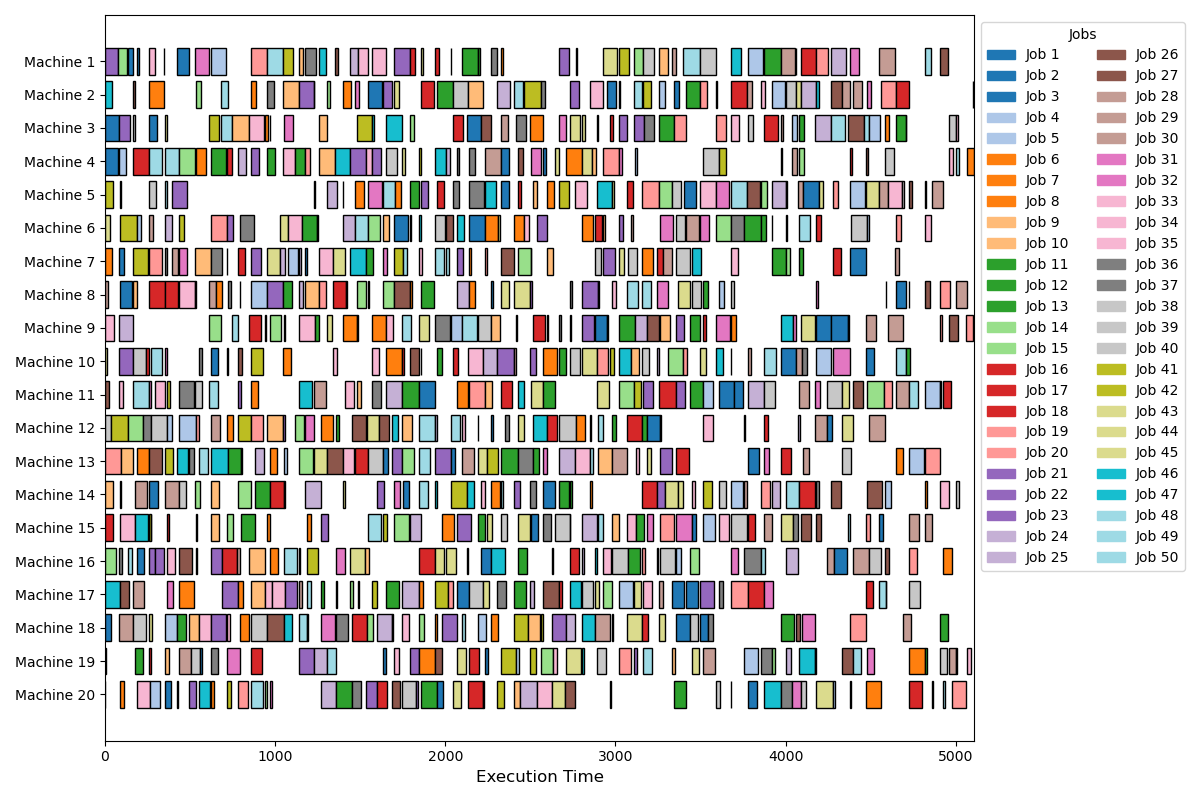 Machine 1
Machine 2
Machine 3
Machine 4
Machine 5
Machine 6
Machine 7
Machine 8
Machine 9
Machine 10
Machine 11
Machine 12
Machine 13
Machine 14
Machine 15
Machine 16
Machine 17
Machine 18
Machine 19
Machine 20
0 1000 2000 3000 4000 5000
Execution Time
Jobs
Job 1
Job 2
Job 3
Job 4
Job 5
Job 6
Job 7
Job 8
Job 9
Job 10
Job 11
Job 12
Job 13
Job 14
Job 15
Job 16
Job 17
Job 18
Job 19
Job 20
Job 21
Job 22
Job 23
Job 24
Job 25
Job 26
Job 27
Job 28
Job 29
Job 30
Job 31
Job 32
Job 33
Job 34
Job 35
Job 36
Job 37
Job 38
Job 39
Job 40
Job 41
Job 42
Job 43
Job 44
Job 45
Job 46
Job 47
Job 48
Job 49
Job 50